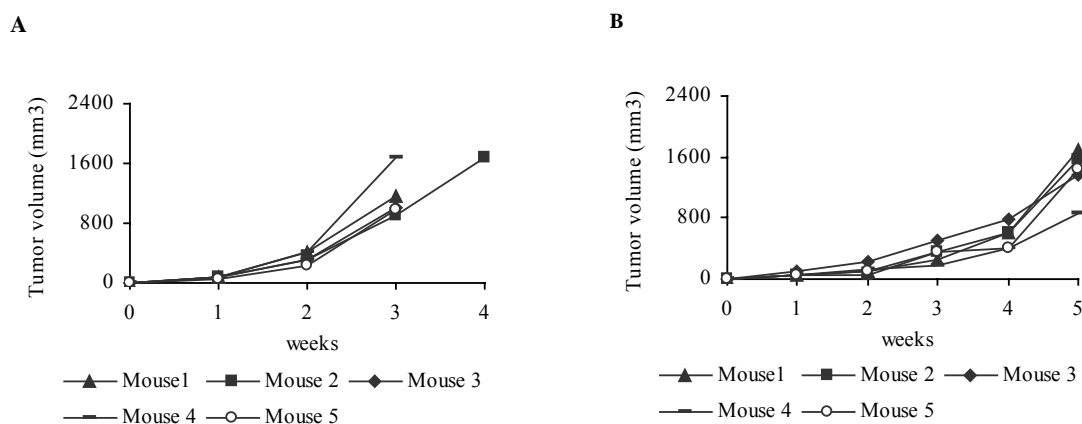 A
Tumor volume (mm3)
2400
1600
800
0
0 1 2 3 4
weeks
Mouse1 Mouse 2 Mouse 3
Mouse 4 Mouse 5
B
Tumor volume (mm3)
2400
1600
800
0
0 1 2 3 4 5
weeks
Mouse1 Mouse 2 Mouse 3
Mouse 4 Mouse 5